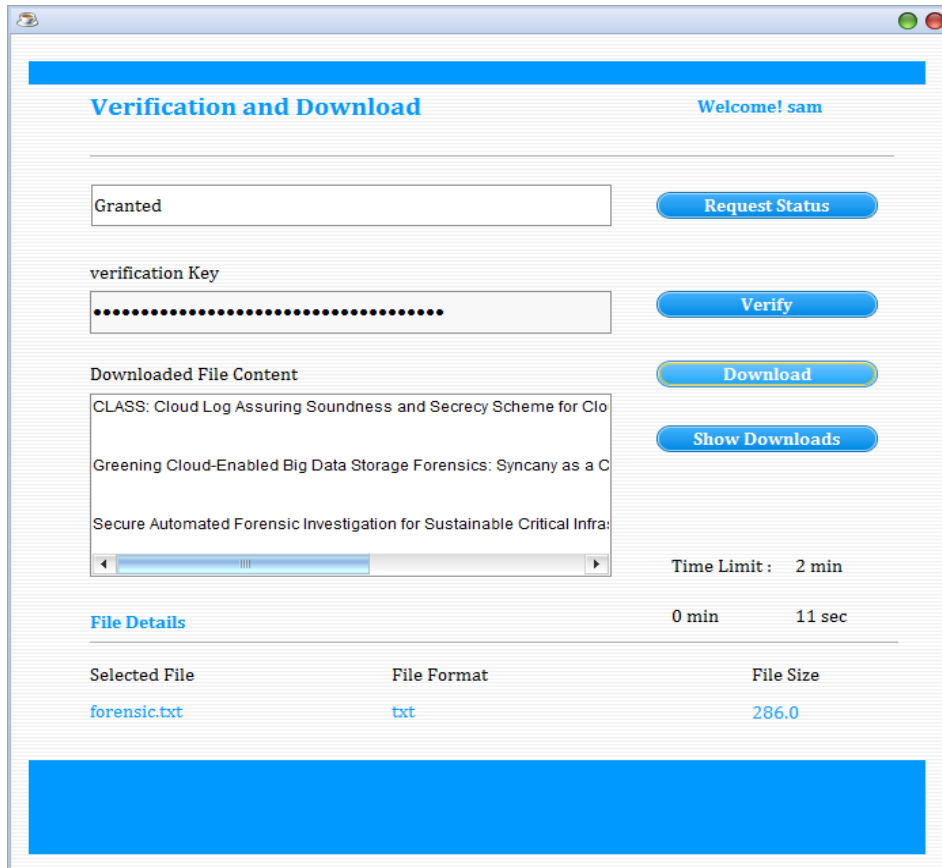 Verification and Download
Welcome! sam
Granted
Request Status
verification Key
Verify
Downloaded File Content
Download
CLASS: Cloud Log Assuring Soundness and Secrecy Scheme for Clo
Show Downloads
Greening Cloud-Enabled Big Data Storage Forensics: Syncany as a C
Secure Automated Forensic Investigation for Sustainable Critical Infras
Time Limit : 2 min
0 min 11 sec
File Details
Selected File File Format File Size
forensic.txt txt 286.0